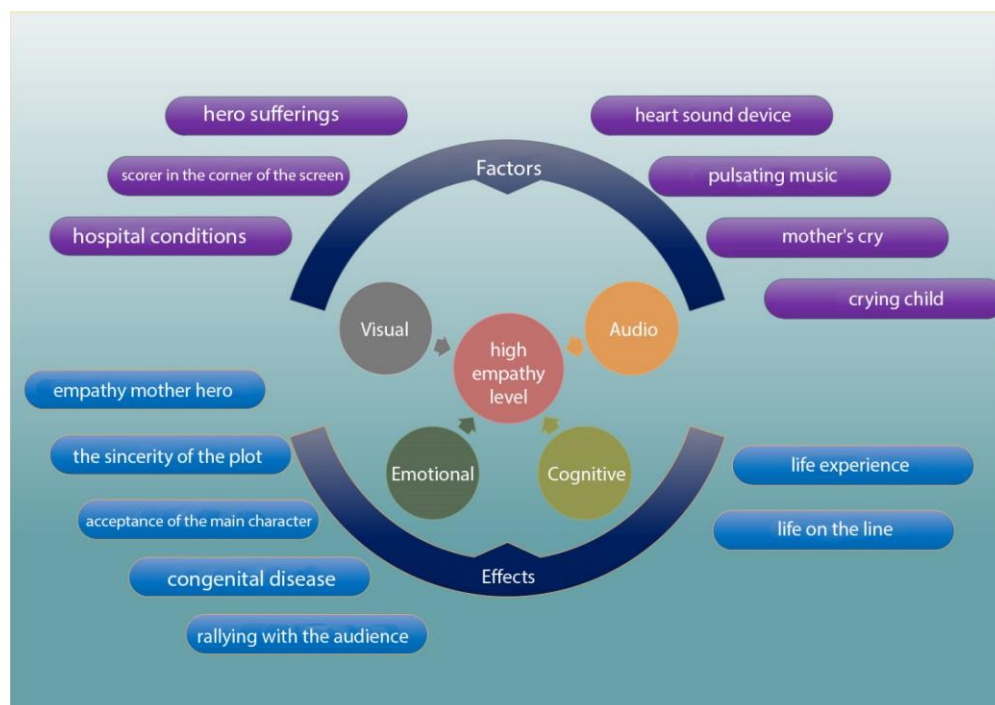 hero sufferings
scorer in the corner of the screen
hospital conditions
heart sound device
pulsating music
mother's cry
crying child
Factors
Visual
Audio
high
empathy
level
Emotional
Cognitive
Effects
empathy mother hero
the sincerity of the plot
acceptance of the main character
congenital disease
rallying with the audience
life experience
life on the line